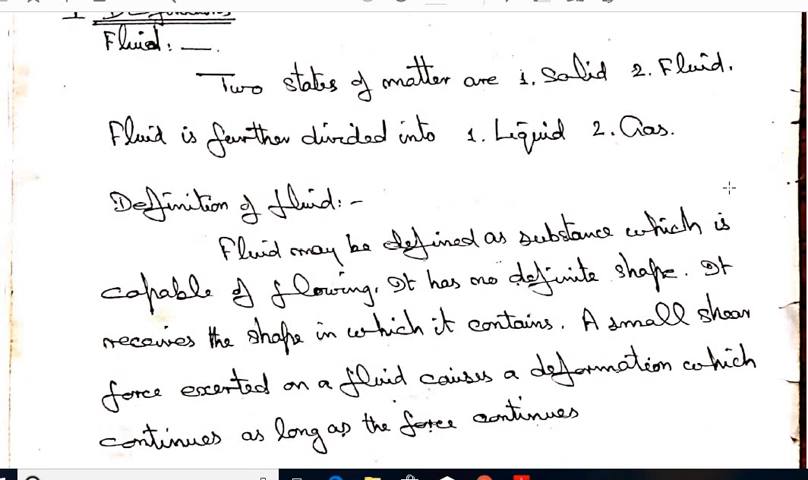 1 Definitions
Fluid: —.
Two states of matter are 1. Solid 2. Fluid.
Fluid is further divided into 1. Liquid 2. Gas.
Definition of fluid:-
Fluid may be defined as substance which is
capable of flowing. It has no definite shape. It
receives the shape in which it contains. A small shear
force exerted on a fluid causes a deformation which
continues as long as the force continues